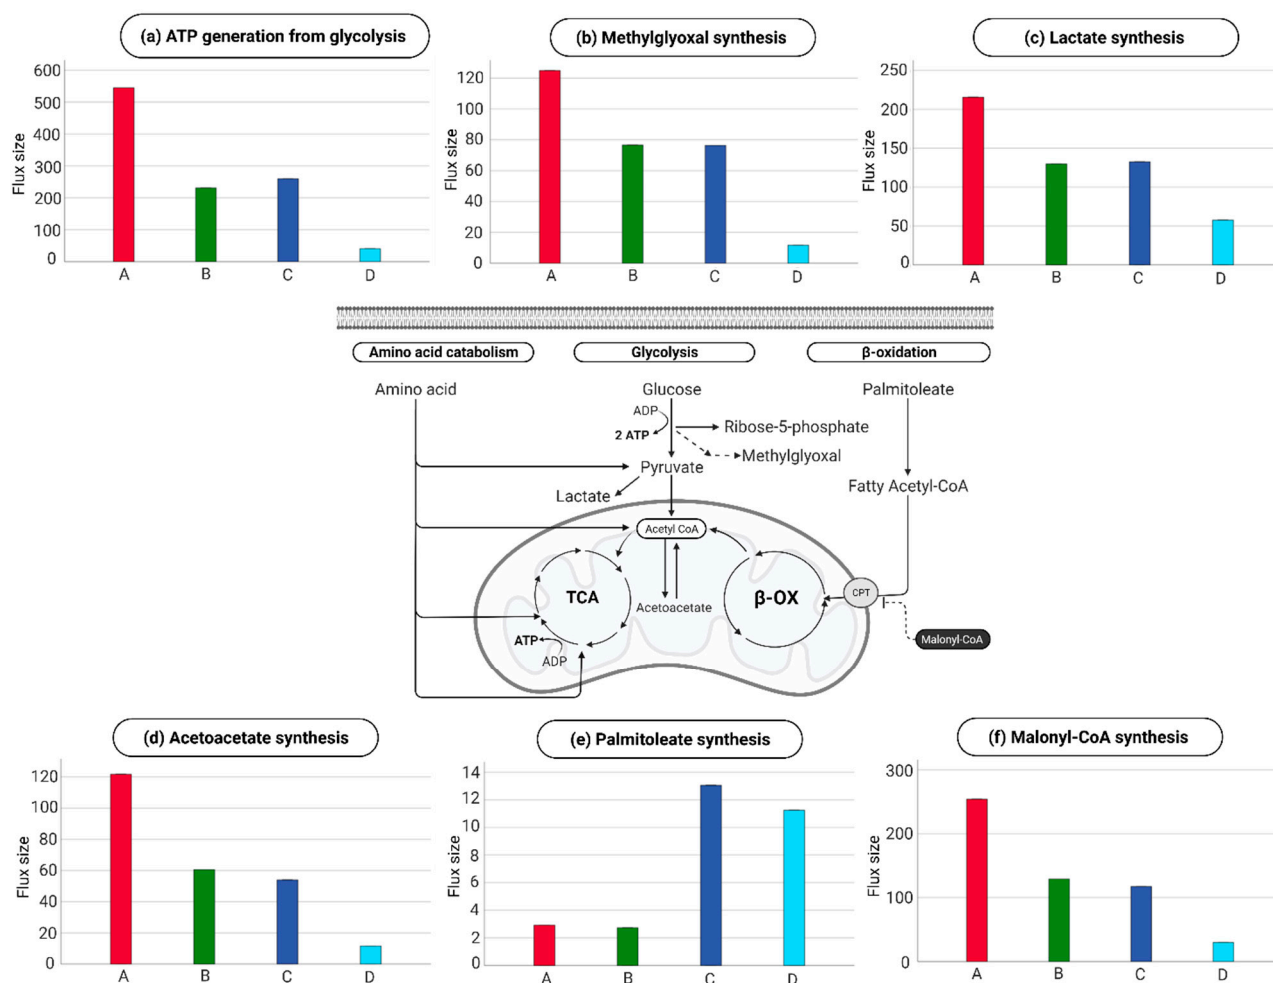 (a) ATP generation from glycolysis
Flux size
600
500
400
300
200
100
0
A B C D
(b) Methylglyoxal synthesis
Flux size
120
100
80
60
40
20
0
A B C D
(c) Lactate synthesis
Flux size
250
200
150
100
50
0
A B C D
Amino acid catabolism
Glycolysis
β-oxidation
Amino acid
Glucose
Palmitoleate
ADP
2 ATP
Ribose-5-phosphate
Methylglyoxal
Pyruvate
Lactate
Fatty Acetyl-CoA
Acetyl CoA
TCA
Acetoacetate
β-OX
CPT
ATP
ADP
Malonyl-CoA
(d) Acetoacetate synthesis
Flux size
120
100
80
60
40
20
0
A B C D
(e) Palmitoleate synthesis
Flux size
14
12
10
8
6
4
2
0
A B C D
(f) Malonyl-CoA synthesis
Flux size
300
200
100
0
A B C D